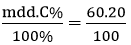 mdd.C% / 100% = 60.20 / 100